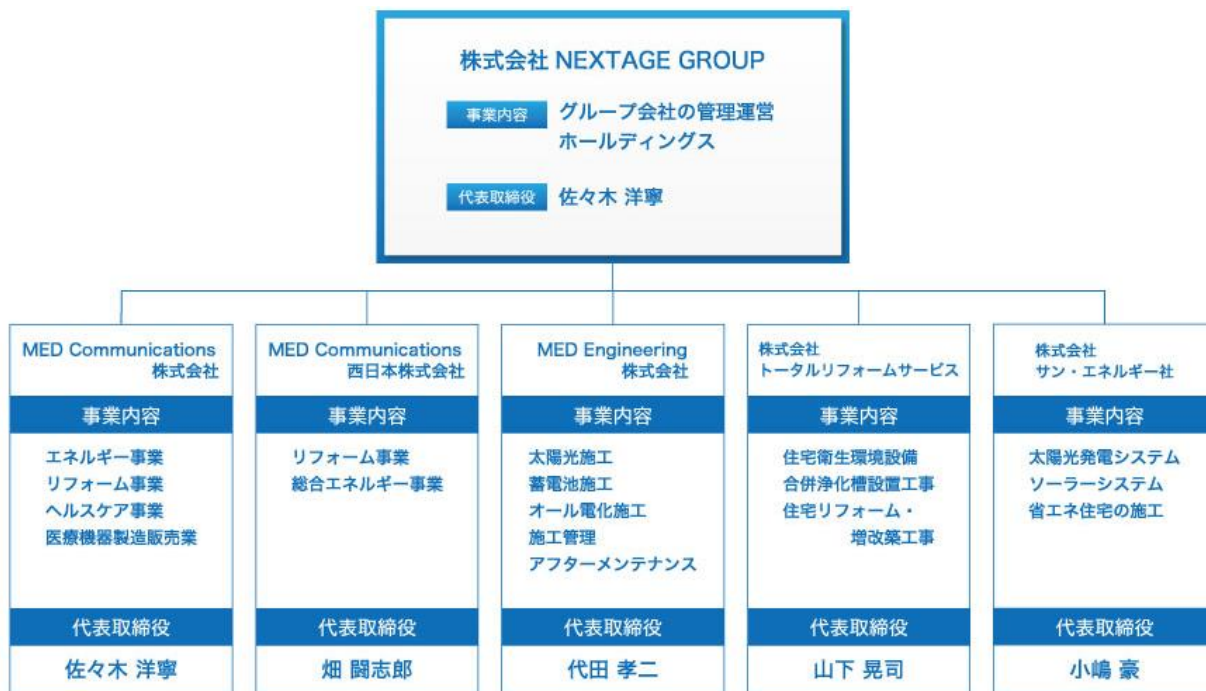 株式会社 NEXTAGE GROUP
事業内容 グループ会社の管理運営
ホールディングス
代表取締役 佐々木 洋寧
MED Communications
株式会社
事業内容
エネルギー事業
リフォーム事業
ヘルスケア事業
医療機器製造販売業
代表取締役
佐々木 洋寧
MED Communications
西日本株式会社
事業内容
リフォーム事業
総合エネルギー事業
代表取締役
畑 闘志郎
MED Engineering
株式会社
事業内容
太陽光施工
蓄電池施工
オール電化施工
施工管理
アフターメンテナンス
代表取締役
代田 孝二
株式会社
トータルリフォームサービス
事業内容
住宅衛生環境設備
合併浄化槽設置工事
住宅リフォーム・
増改築工事
代表取締役
山下 晃司
株式会社
サン・エネルギー社
事業内容
太陽光発電システム
ソーラーシステム
省エネ住宅の施工
代表取締役
小嶋 豪